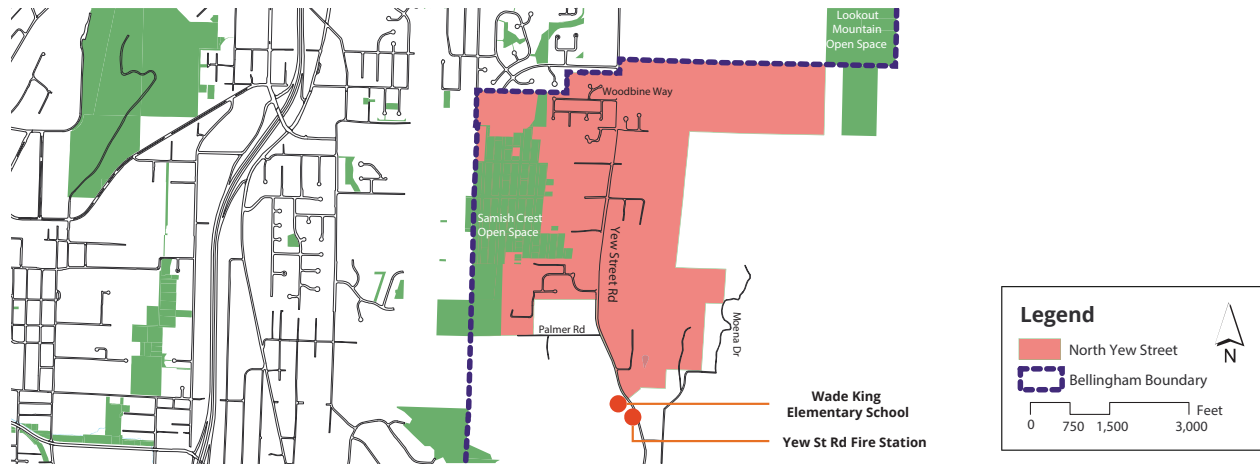 Lookout
Mountain
Open Space
Woodbine Way
Samish Crest
Open Space
Yew Street Rd
Palmer Rd
Moena Dr
Wade King
Elementary School
Yew St Rd Fire Station
Legend
North Yew Street
Bellingham Boundary
N
Feet
0 750 1,500 3,000